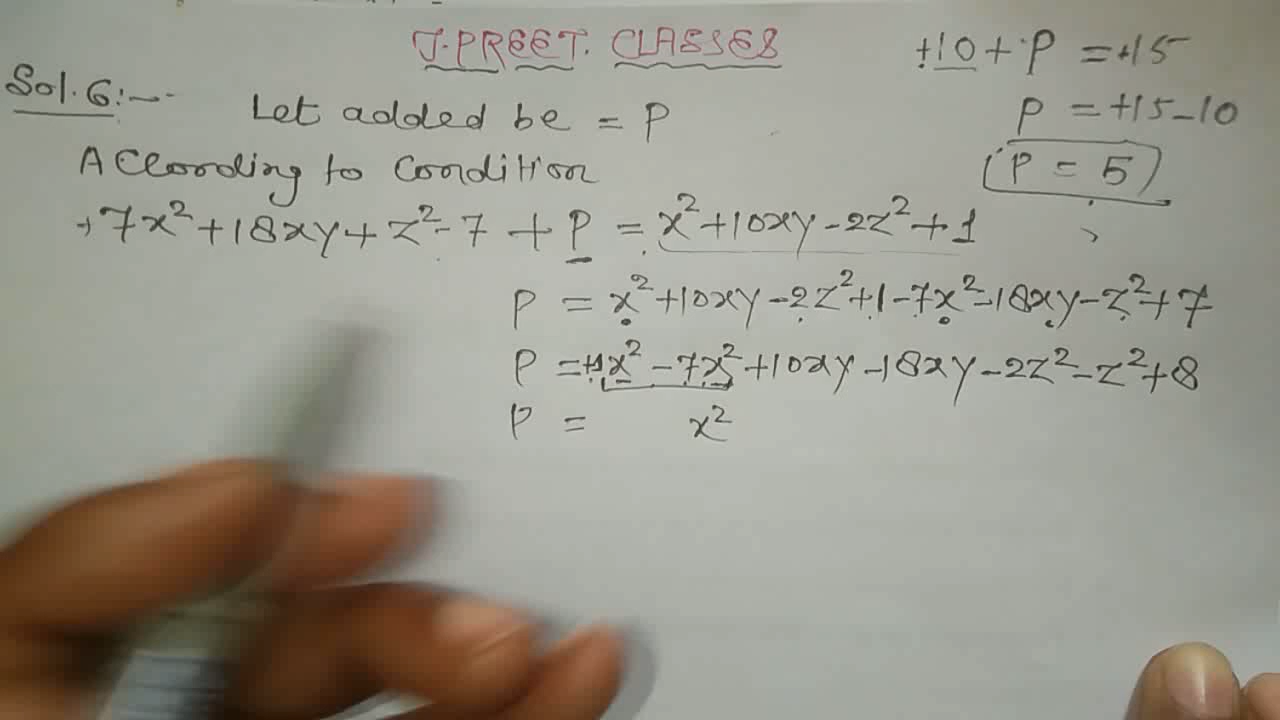 J.PREET. CLASSES
+10 + P = +15
P = +15-10
P = 5
Sol. 6:-
Let added be = P
According to condition
+7x²+18xy+z²-7 + P = x²+10xy-2z²+1
P = x²+10xy-2z²+1-7x²-18xy-z²+7
P = +1x²-7x²+10xy-18xy-2z²-z²+8
P = x²